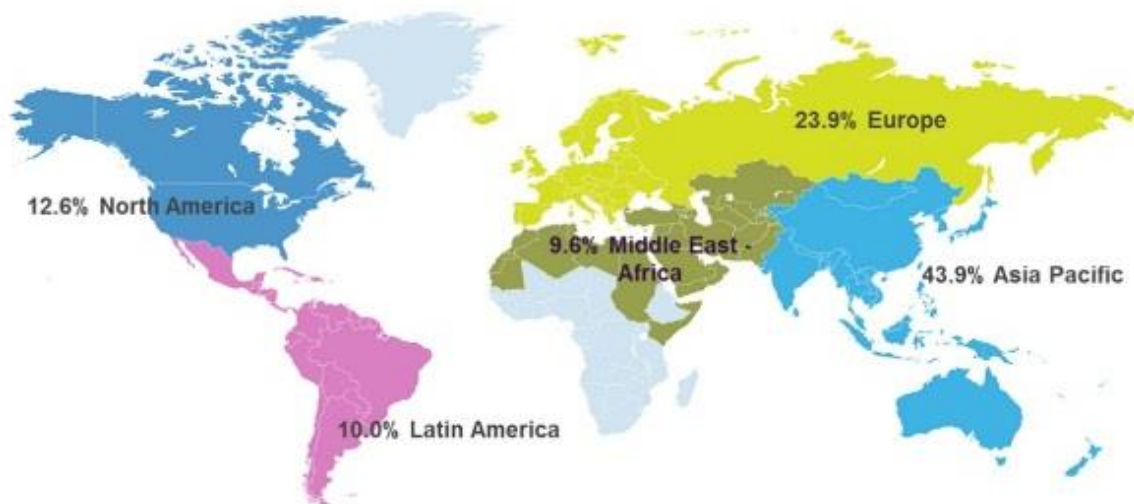 23.9% Europe
12.6% North America
9.6% Middle East -
Africa
43.9% Asia Pacific
10.0% Latin America